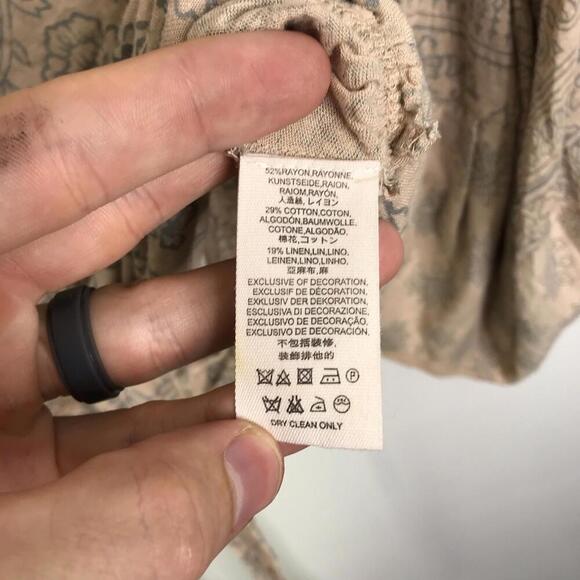 52%RAYON,RAYONNE,
KUNSTSEIDE,RAION,
RAIOM,RAYÓN,
人造絲, レイヨン
29% COTTON,COTON,
ALGODÓN,BAUMWOLLE,
COTONE,ALGODÃO,
棉花,コットン
19% LINEN,LIN,LINO,
LEINEN,LINO,LINHO,
亞麻布,麻
EXCLUSIVE OF DECORATION,
EXCLUSIF DE DÉCORATION,
EXKLUSIV DER DEKORATION,
ESCLUSIVA DI DECORAZIONE,
EXCLUSIVO DE DECORAÇÃO,
EXCLUSIVO DE DECORACIÓN,
不包括裝修,
装飾排他的
P
DRY CLEAN ONLY